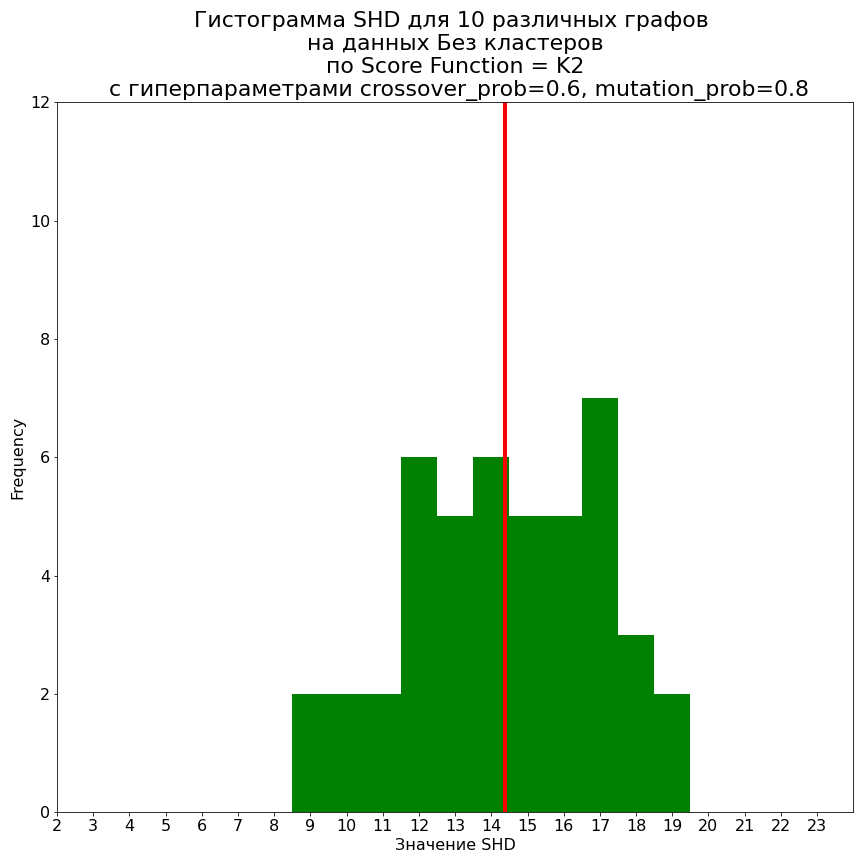 Гистограмма SHD для 10 различных графов
на данных Без кластеров
по Score Function = K2
с гиперпараметрами crossover_prob=0.6, mutation_prob=0.8
12
10
8
6
4
2
0
Frequency
2 3 4 5 6 7 8 9 10 11 12 13 14 15 16 17 18 19 20 21 22 23
Значение SHD